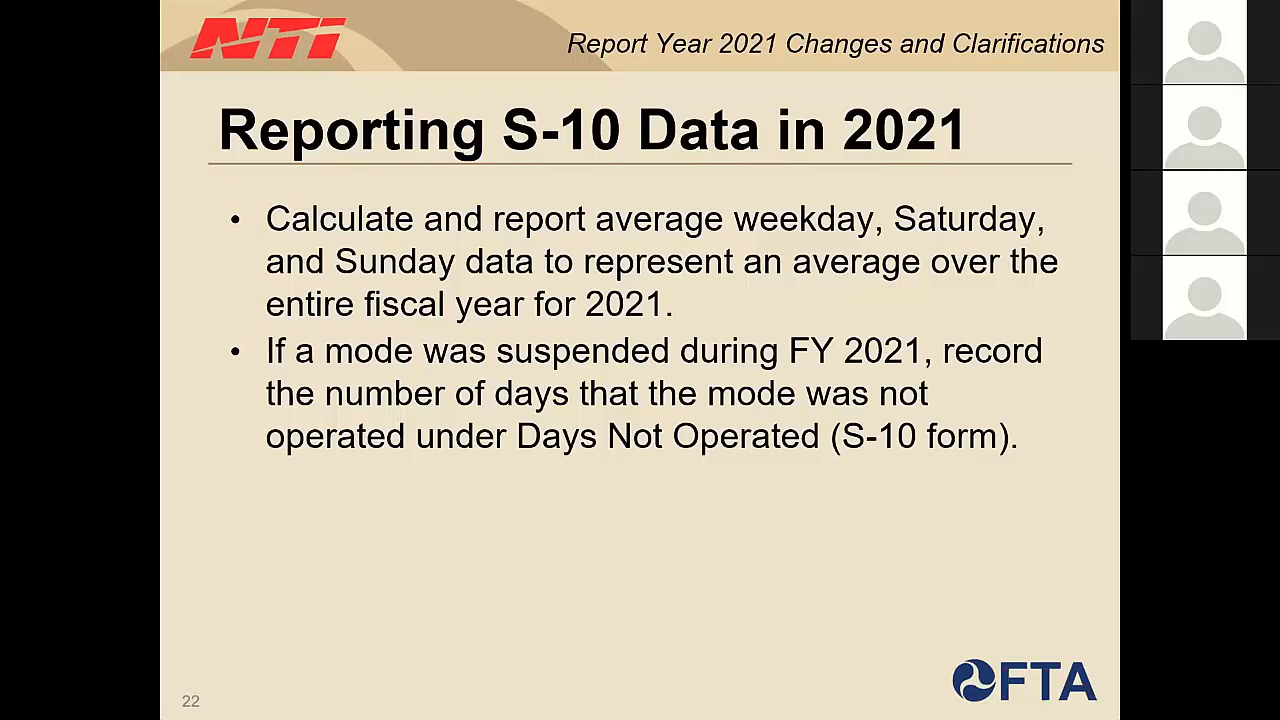 NTI
Report Year 2021 Changes and Clarifications
Reporting S-10 Data in 2021
• Calculate and report average weekday, Saturday,
and Sunday data to represent an average over the
entire fiscal year for 2021.
• If a mode was suspended during FY 2021, record
the number of days that the mode was not
operated under Days Not Operated (S-10 form).
FTA
22